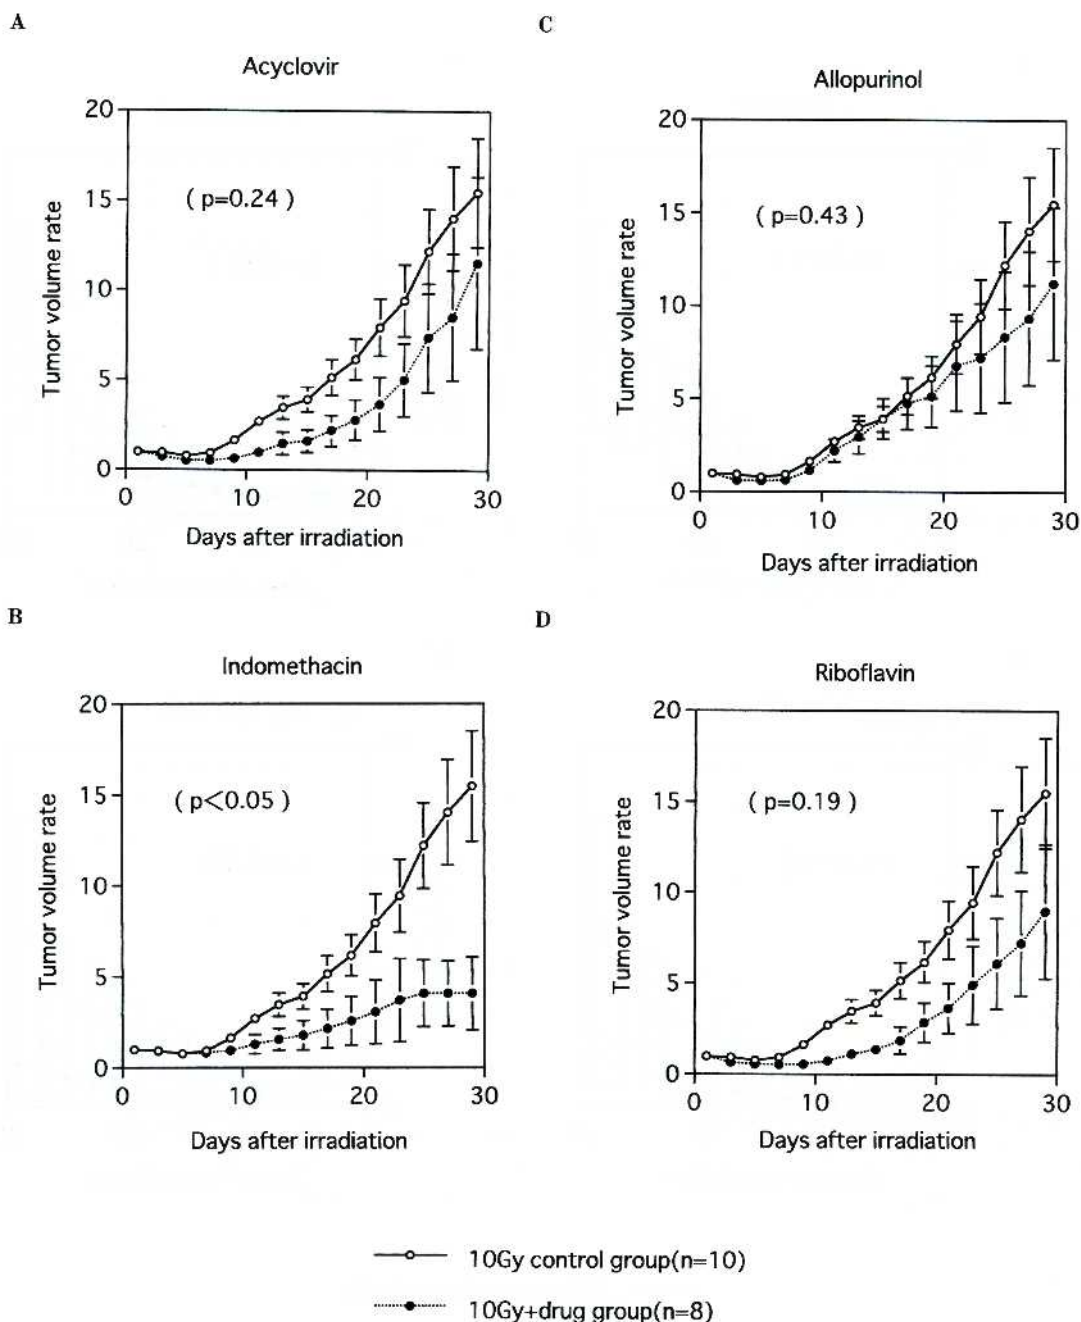 A
Acyclovir
20
15
10
5
0
(p=0.24)
Tumor volume rate
0 10 20 30
Days after irradiation
C
Allopurinol
20
15
10
5
0
(p=0.43)
Tumor volume rate
0 10 20 30
Days after irradiation
B
Indomethacin
20
15
10
5
0
(p<0.05)
Tumor volume rate
0 10 20 30
Days after irradiation
D
Riboflavin
20
15
10
5
0
(p=0.19)
Tumor volume rate
0 10 20 30
Days after irradiation
10Gy control group(n=10)
10Gy+drug group(n=8)